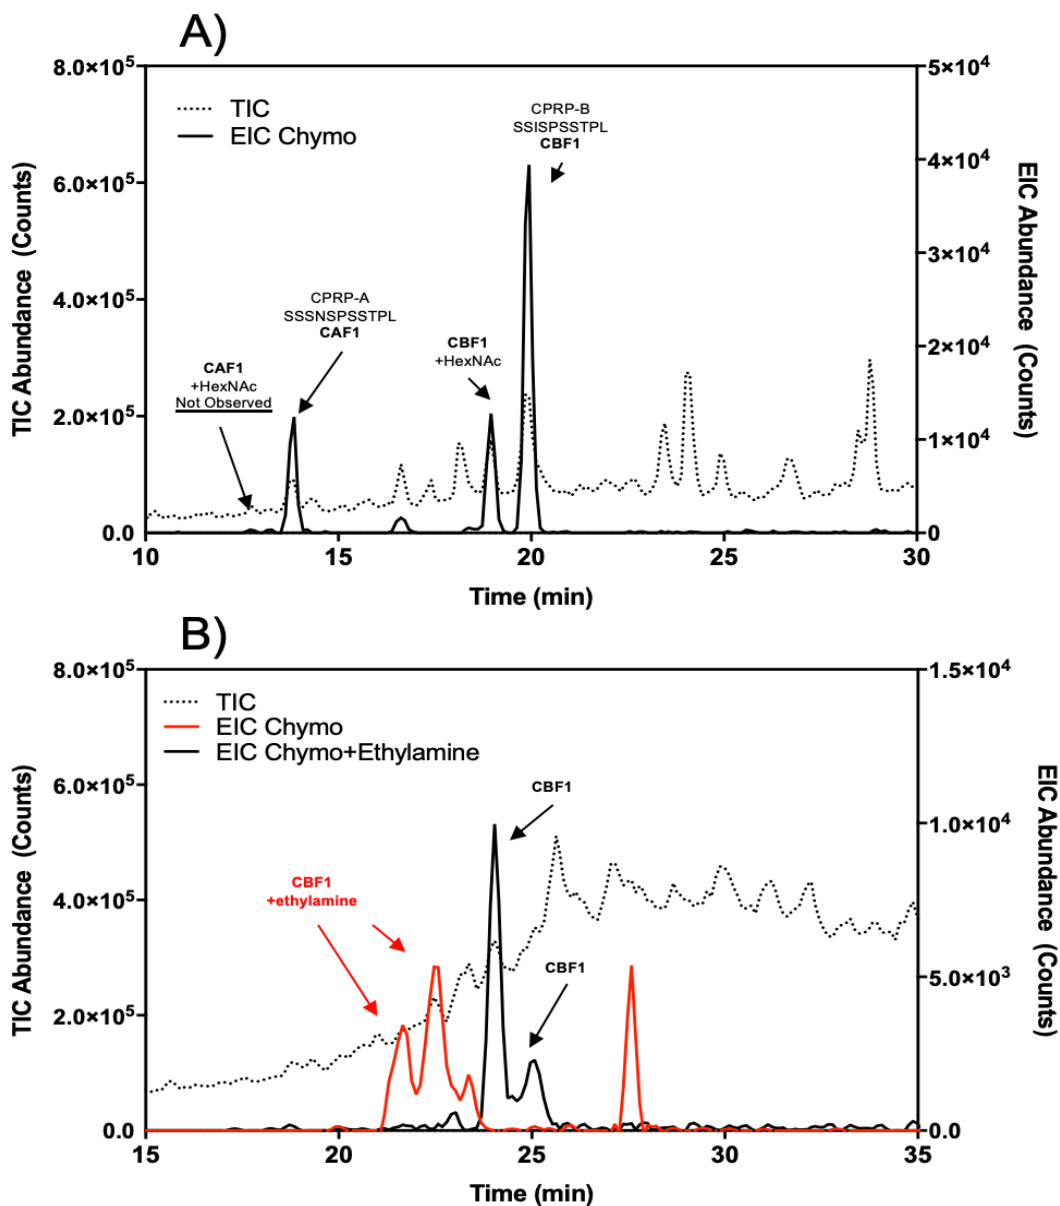 A)
8.0×10⁵
6.0×10⁵
4.0×10⁵
2.0×10⁵
0.0
TIC Abundance (Counts)
TIC
EIC Chymo
CPRP-B
SSISPSSTPL
CBF1
CPRP-A
SSSNSPSSTPL
CAF1
CBF1
+HexNAc
CAF1
+HexNAc
Not Observed
5×10⁴
4×10⁴
3×10⁴
2×10⁴
1×10⁴
0
EIC Abundance (Counts)
10 15 20 25 30
Time (min)
B)
8.0×10⁵
6.0×10⁵
4.0×10⁵
2.0×10⁵
0.0
TIC Abundance (Counts)
TIC
EIC Chymo
EIC Chymo+Ethylamine
CBF1
CBF1
+ethylamine
CBF1
1.5×10⁴
1.0×10⁴
5.0×10³
0.0
EIC Abundance (Counts)
15 20 25 30 35
Time (min)